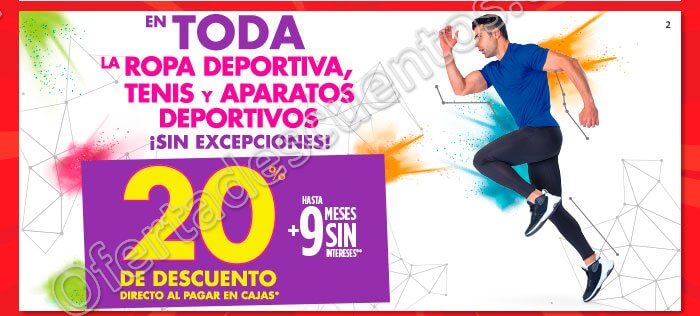 EN TODA
LA ROPA DEPORTIVA,
TENIS Y APARATOS
DEPORTIVOS
¡SIN EXCEPCIONES!
20%
DE DESCUENTO
DIRECTO AL PAGAR EN CAJAS*
+
HASTA
9 MESES
SIN
INTERESES**
2
Ofertadescuentos.